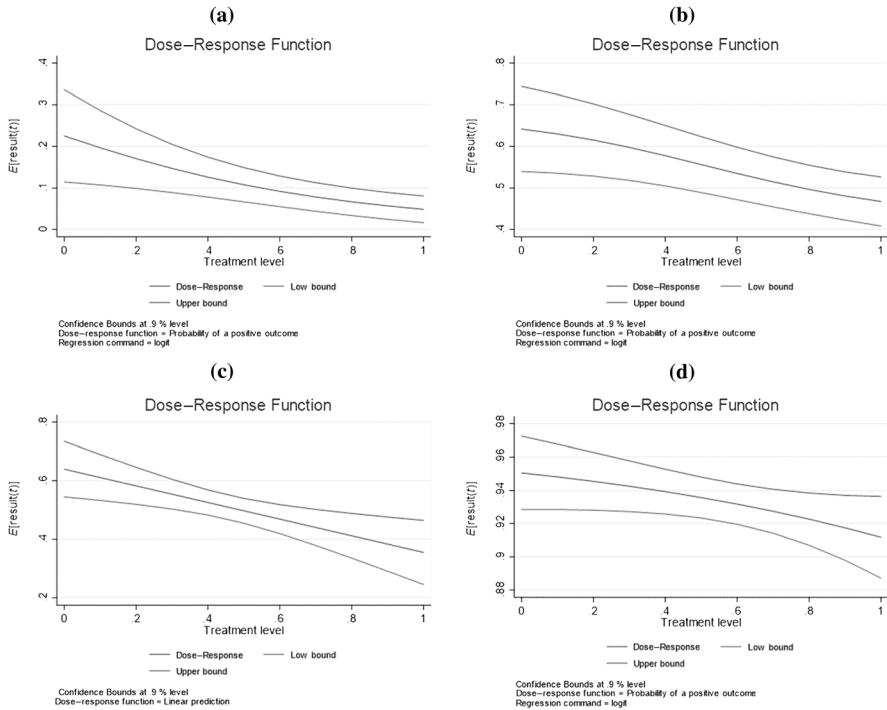 (a)
Dose–Response Function
E[result(t)]
.4
.3
.2
.1
0
0 .2 .4 .6 .8 1
Treatment level
Dose–Response Low bound
Upper bound
Confidence Bounds at .9 % level
Dose–response function = Probability of a positive outcome
Regression command = logit
(b)
Dose–Response Function
E[result(t)]
.8
.7
.6
.5
.4
0 .2 .4 .6 .8 1
Treatment level
Dose–Response Low bound
Upper bound
Confidence Bounds at .9 % level
Dose–response function = Probability of a positive outcome
Regression command = logit
(c)
Dose–Response Function
E[result(t)]
.8
.6
.4
.2
0 .2 .4 .6 .8 1
Treatment level
Dose–Response Low bound
Upper bound
Confidence Bounds at .9 % level
Dose–response function = Linear prediction
(d)
Dose–Response Function
E[result(t)]
.98
.96
.94
.92
.9
.88
0 .2 .4 .6 .8 1
Treatment level
Dose–Response Low bound
Upper bound
Confidence Bounds at .9 % level
Dose–response function = Probability of a positive outcome
Regression command = logit